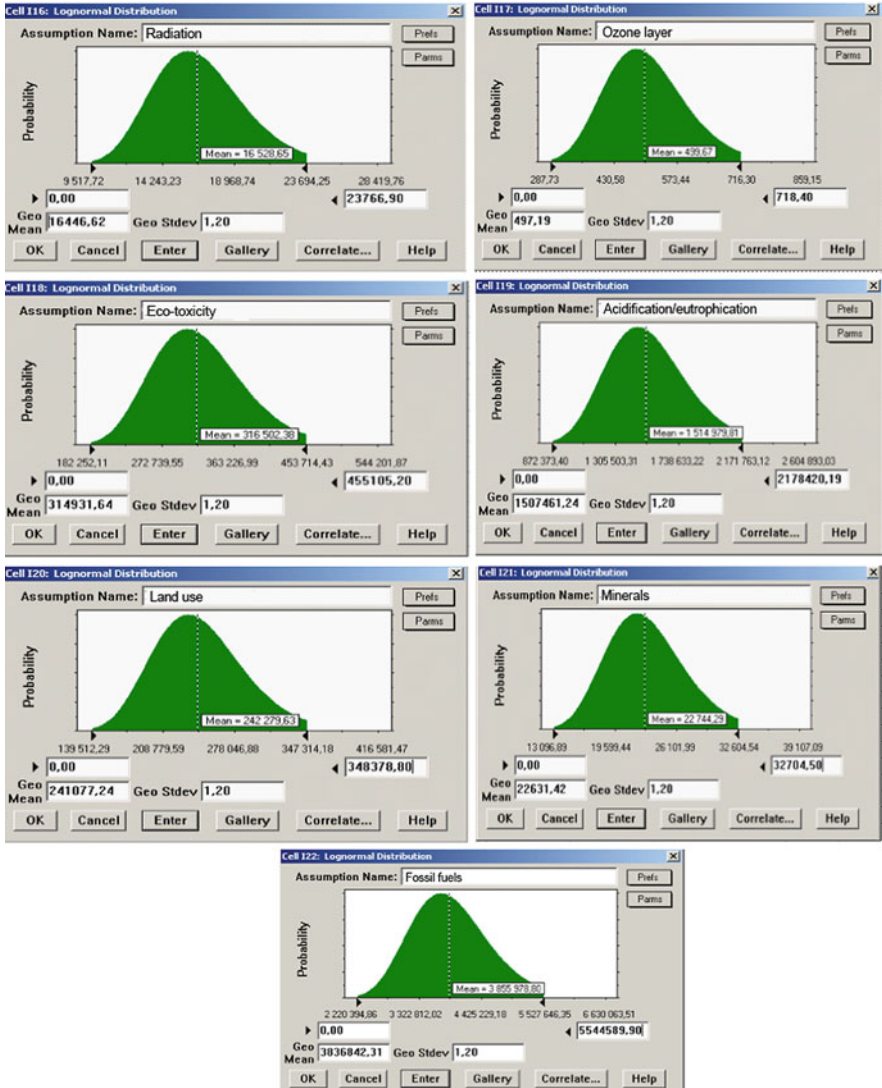 Cell I16: Lognormal Distribution
Assumption Name: Radiation
Prefs
Parms
Probability
Mean = 16 528,65
9 517,72 14 243,23 18 968,74 23 694,25 28 419,76
0,00 23766,90
Geo Mean 16446,62 Geo Stdev 1,20
OK Cancel Enter Gallery Correlate... Help
Cell I17: Lognormal Distribution
Assumption Name: Ozone layer
Prefs
Parms
Probability
Mean = 499,67
287,73 430,58 573,44 716,30 859,15
0,00 718,40
Geo Mean 497,19 Geo Stdev 1,20
OK Cancel Enter Gallery Correlate... Help
Cell I18: Lognormal Distribution
Assumption Name: Eco-toxicity
Prefs
Parms
Probability
Mean = 316 502,38
182 252,11 272 739,55 363 226,99 453 714,43 544 201,87
0,00 455105,20
Geo Mean 314931,64 Geo Stdev 1,20
OK Cancel Enter Gallery Correlate... Help
Cell I19: Lognormal Distribution
Assumption Name: Acidification/eutrophication
Prefs
Parms
Probability
Mean = 1 514 979,81
872 373,40 1 305 503,31 1 738 633,22 2 171 763,12 2 604 893,03
0,00 2178420,19
Geo Mean 1507461,24 Geo Stdev 1,20
OK Cancel Enter Gallery Correlate... Help
Cell I20: Lognormal Distribution
Assumption Name: Land use
Prefs
Parms
Probability
Mean = 242 279,63
139 512,29 208 779,59 278 046,88 347 314,18 416 581,47
0,00 348378,80
Geo Mean 241077,24 Geo Stdev 1,20
OK Cancel Enter Gallery Correlate... Help
Cell I21: Lognormal Distribution
Assumption Name: Minerals
Prefs
Parms
Probability
Mean = 22 744,29
13 096,89 19 599,44 26 101,99 32 604,54 39 107,09
0,00 32704,50
Geo Mean 22631,42 Geo Stdev 1,20
OK Cancel Enter Gallery Correlate... Help
Cell I22: Lognormal Distribution
Assumption Name: Fossil fuels
Prefs
Parms
Probability
Mean = 3 855 978,80
2 220 394,86 3 322 812,02 4 425 229,18 5 527 646,35 6 630 063,51
0,00 5544589,90
Geo Mean 3836842,31 Geo Stdev 1,20
OK Cancel Enter Gallery Correlate... Help